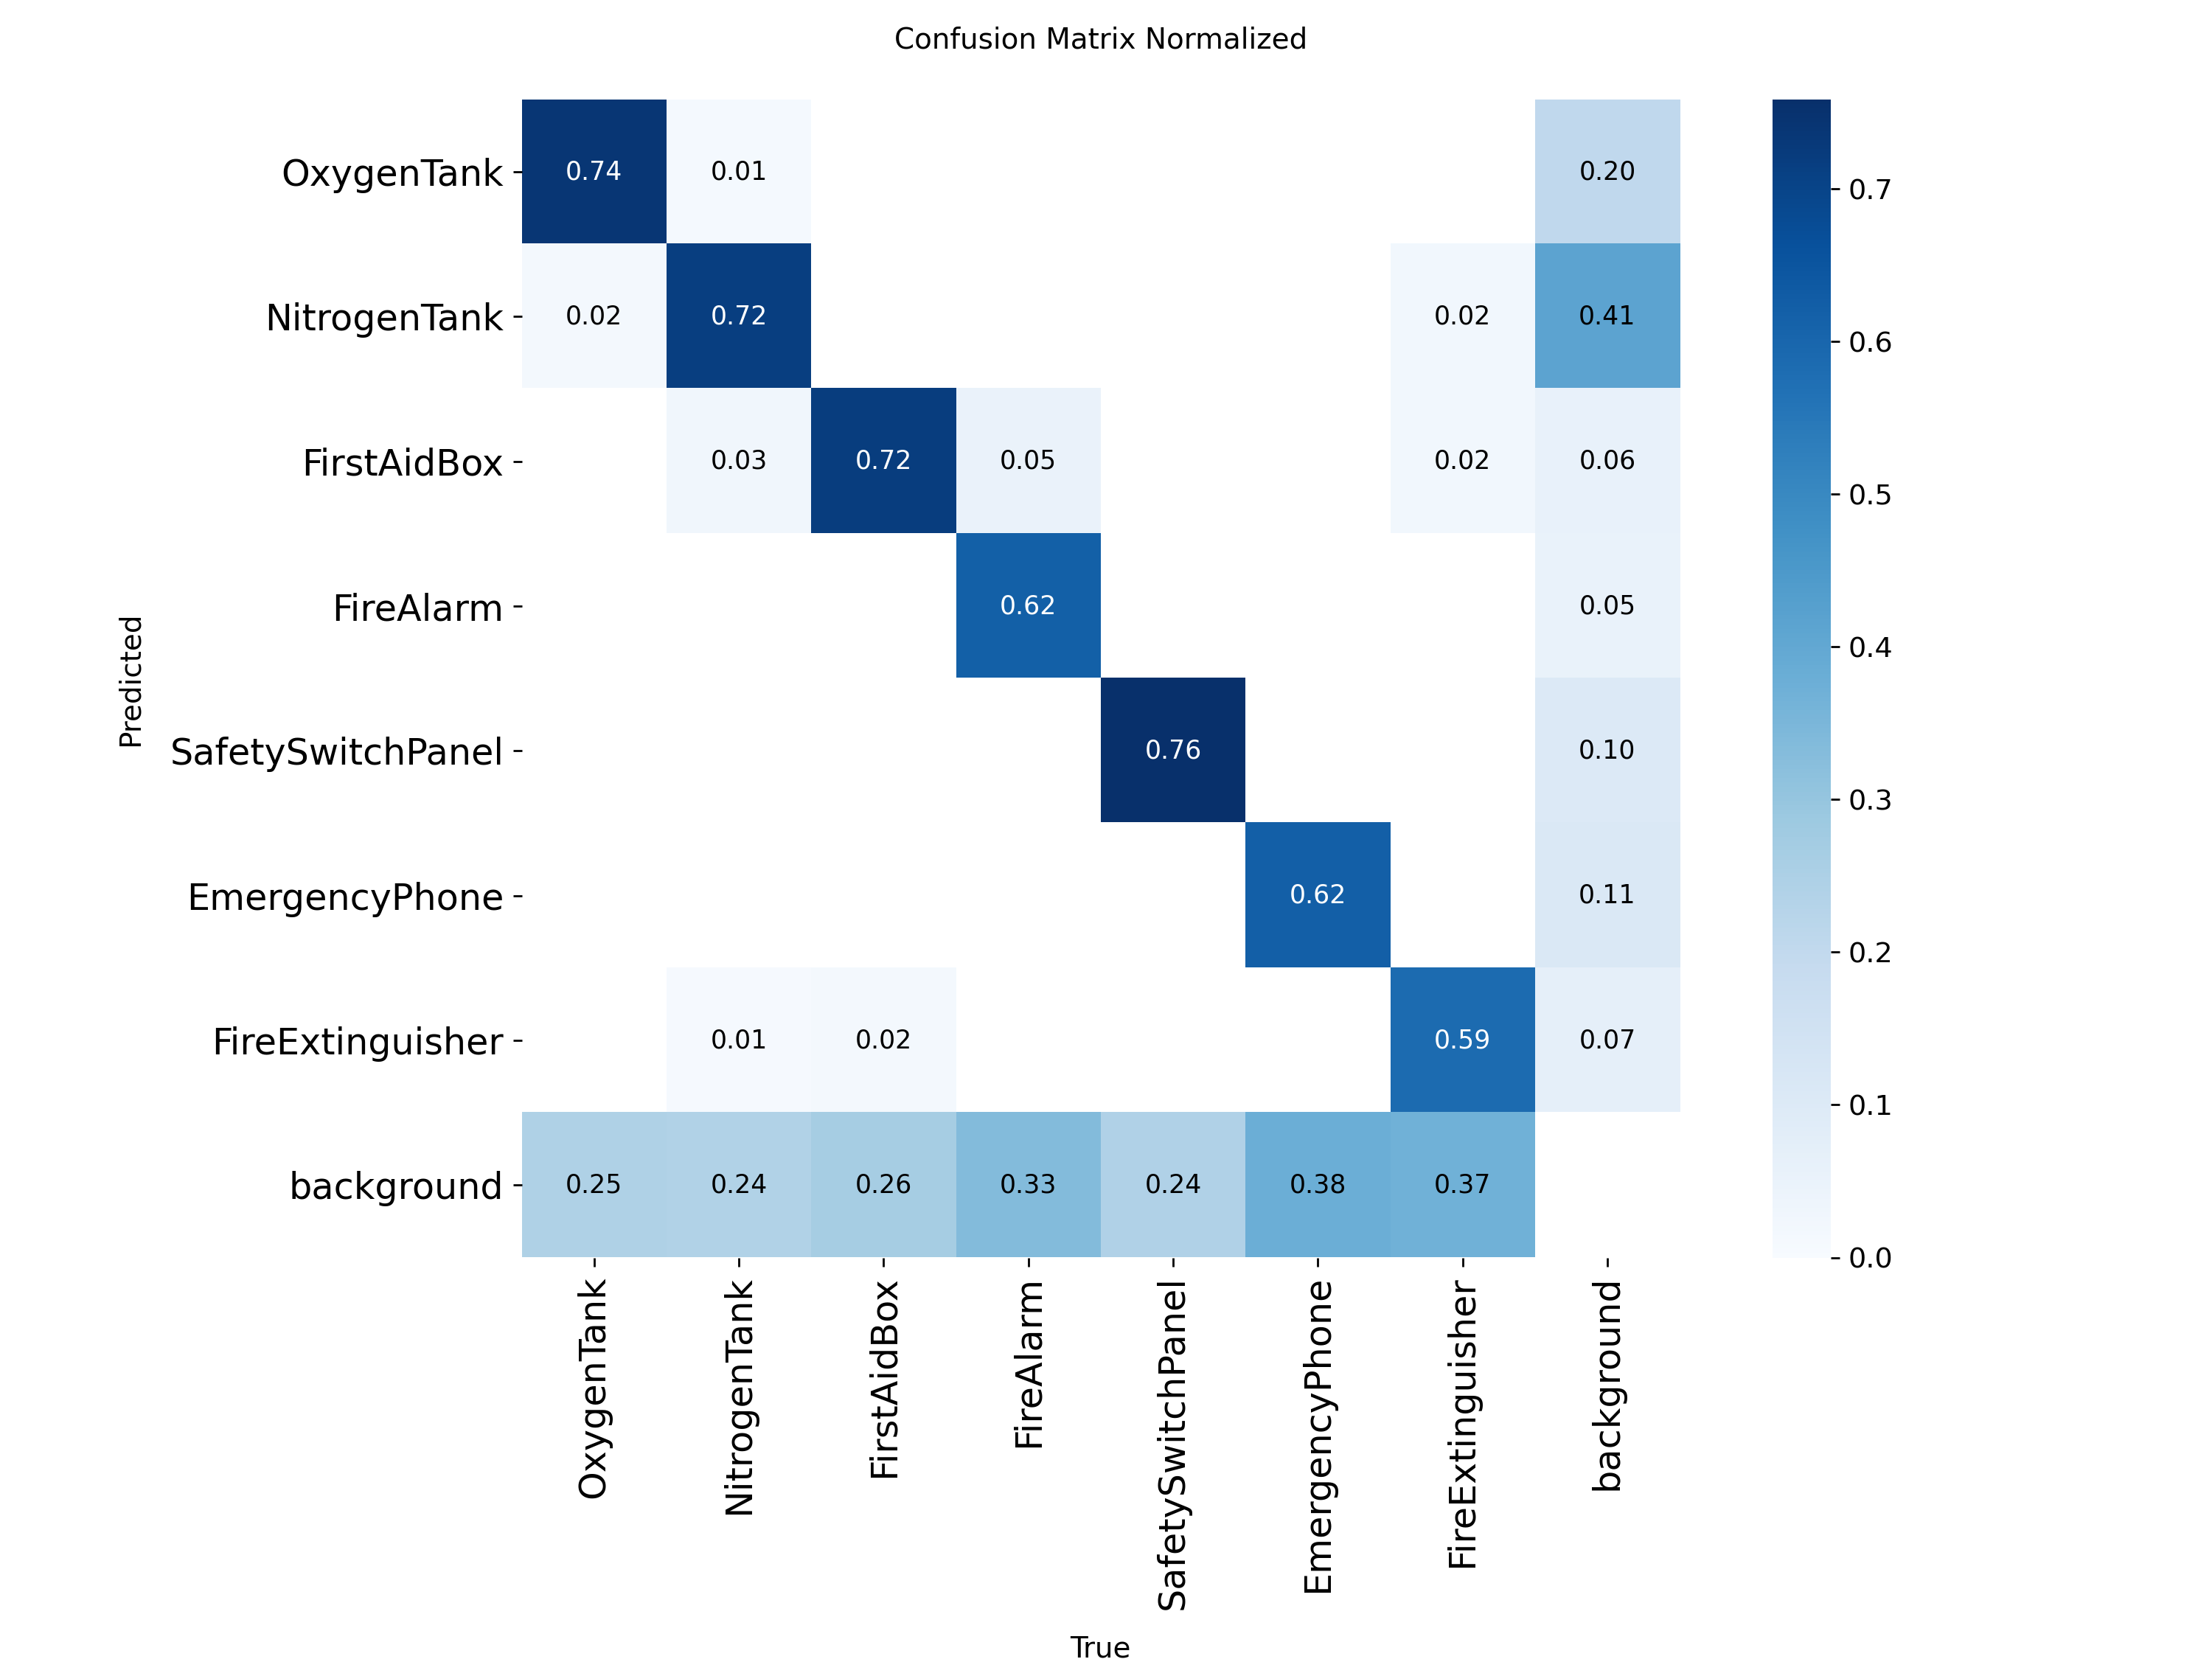 Confusion Matrix Normalized
Predicted
OxygenTank 0.74 0.01 0.20
NitrogenTank 0.02 0.72 0.02 0.41
FirstAidBox 0.03 0.72 0.05 0.02 0.06
FireAlarm 0.62 0.05
SafetySwitchPanel 0.76 0.10
EmergencyPhone 0.62 0.11
FireExtinguisher 0.01 0.02 0.59 0.07
background 0.25 0.24 0.26 0.33 0.24 0.38 0.37
OxygenTank
NitrogenTank
FirstAidBox
FireAlarm
SafetySwitchPanel
EmergencyPhone
FireExtinguisher
background
True
0.7
0.6
0.5
0.4
0.3
0.2
0.1
0.0